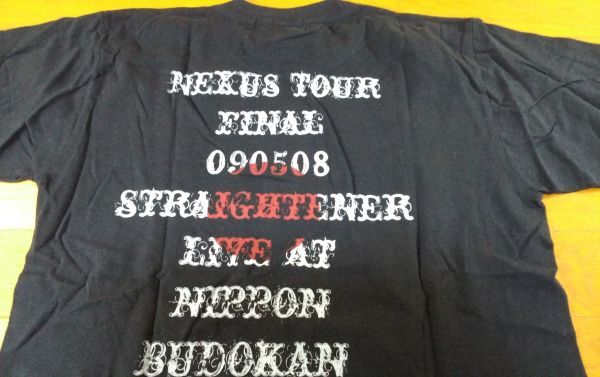 NEXUS TOUR
FINAL
090508
STRAIGHTENER
LIVE AT
NIPPON
BUDOKAN